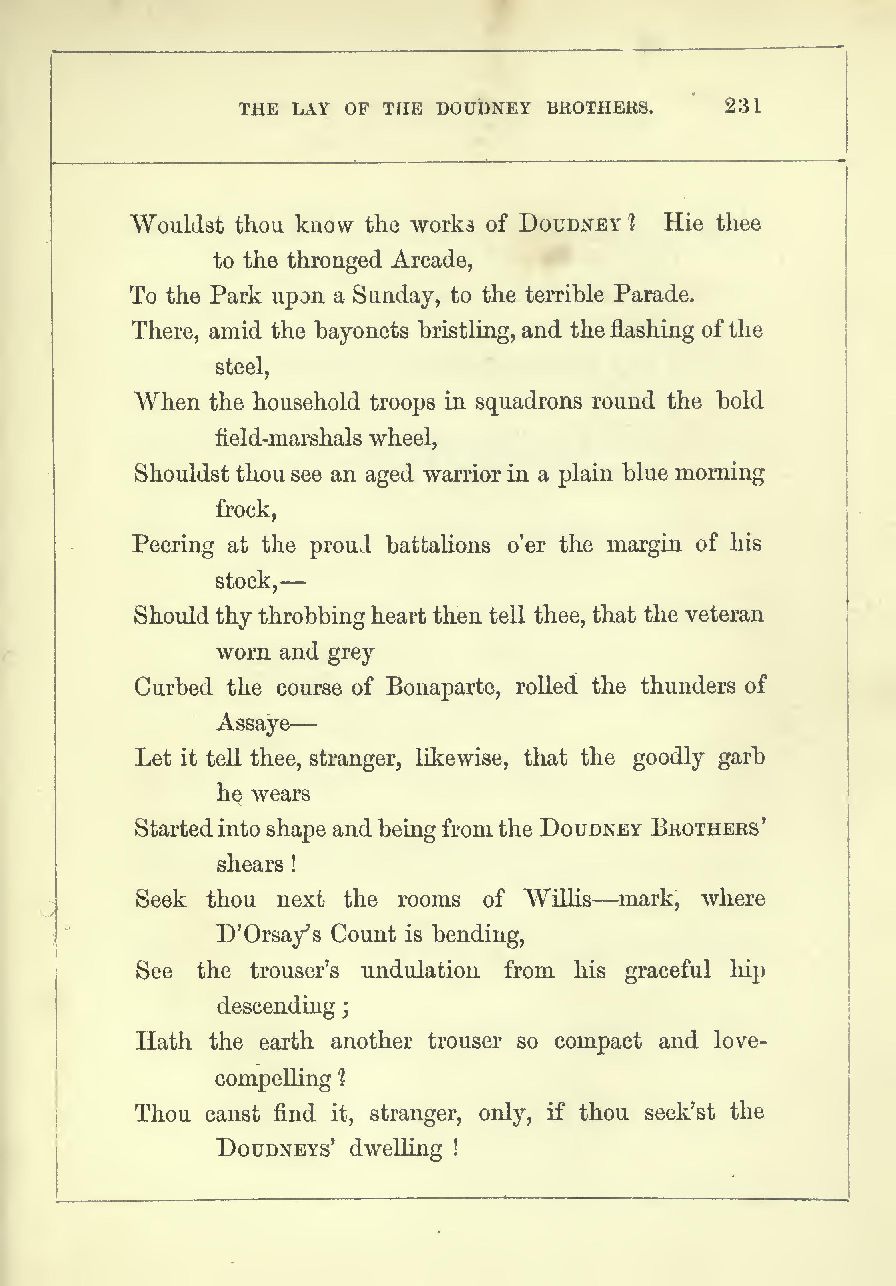 THE LAY OF THE DOUDNEY BROTHERS. 231
Wouldst thou know the works of DOUDNEY? Hie thee
to the thronged Arcade,
To the Park upon a Sunday, to the terrible Parade.
There, amid the bayonets bristling, and the flashing of the
steel,
When the household troops in squadrons round the bold
field-marshals wheel,
Shouldst thou see an aged warrior in a plain blue morning
frock,
Peering at the proud battalions o'er the margin of his
stock,—
Should thy throbbing heart then tell thee, that the veteran
worn and grey
Curbed the course of Bonaparte, rolled the thunders of
Assaye—
Let it tell thee, stranger, likewise, that the goodly garb
he wears
Started into shape and being from the DOUDNEY BROTHERS'
shears!
Seek thou next the rooms of Willis—mark, where
D'Orsay's Count is bending,
See the trouser's undulation from his graceful hip
descending;
Hath the earth another trouser so compact and love-
compelling?
Thou canst find it, stranger, only, if thou seek'st the
DOUDNEYS' dwelling!